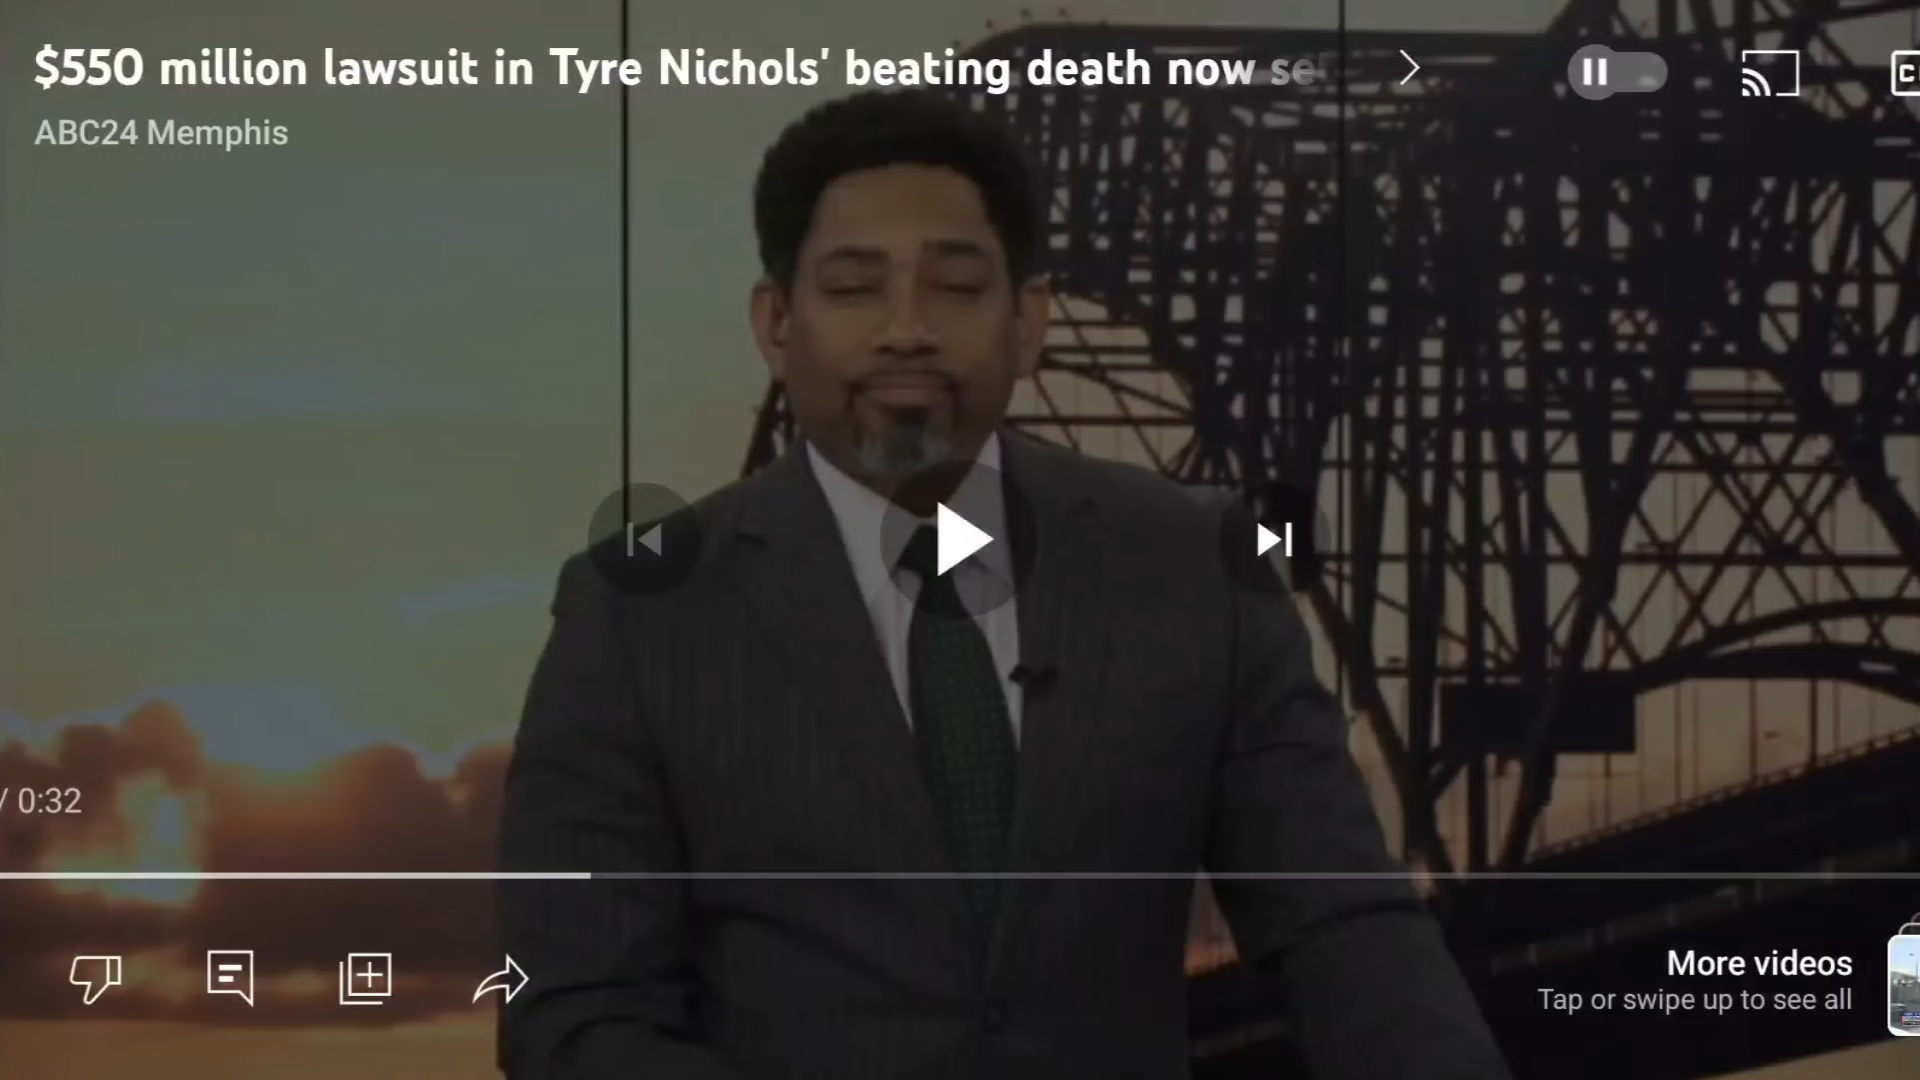 $550 million lawsuit in Tyre Nichols' beating death now se
ABC24 Memphis
/ 0:32
More videos
Tap or swipe up to see all